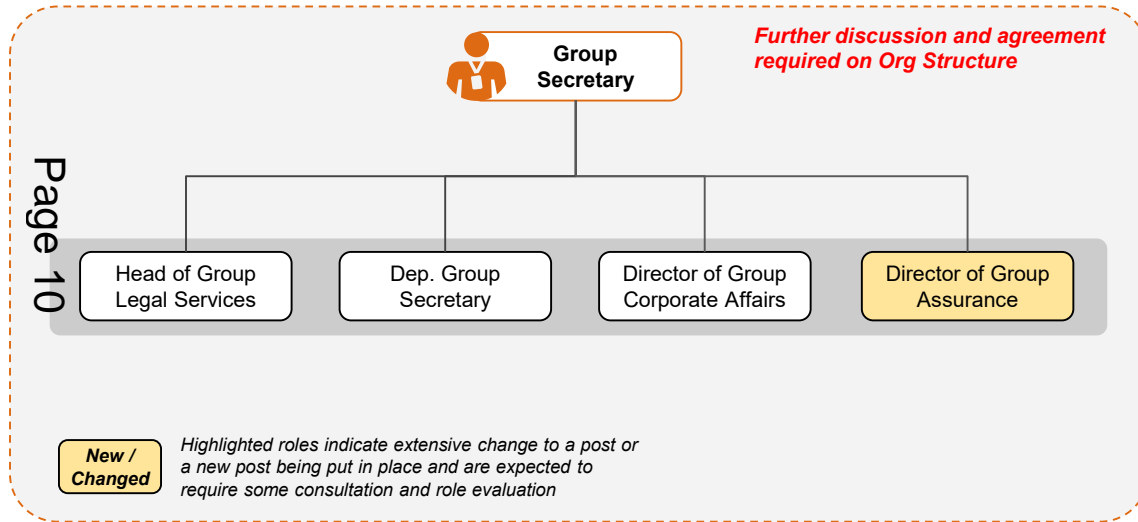 Group
Secretary
Further discussion and agreement
required on Org Structure
Page 10
Head of Group
Legal Services
Dep. Group
Secretary
Director of Group
Corporate Affairs
Director of Group
Assurance
New /
Changed
Highlighted roles indicate extensive change to a post or
a new post being put in place and are expected to
require some consultation and role evaluation